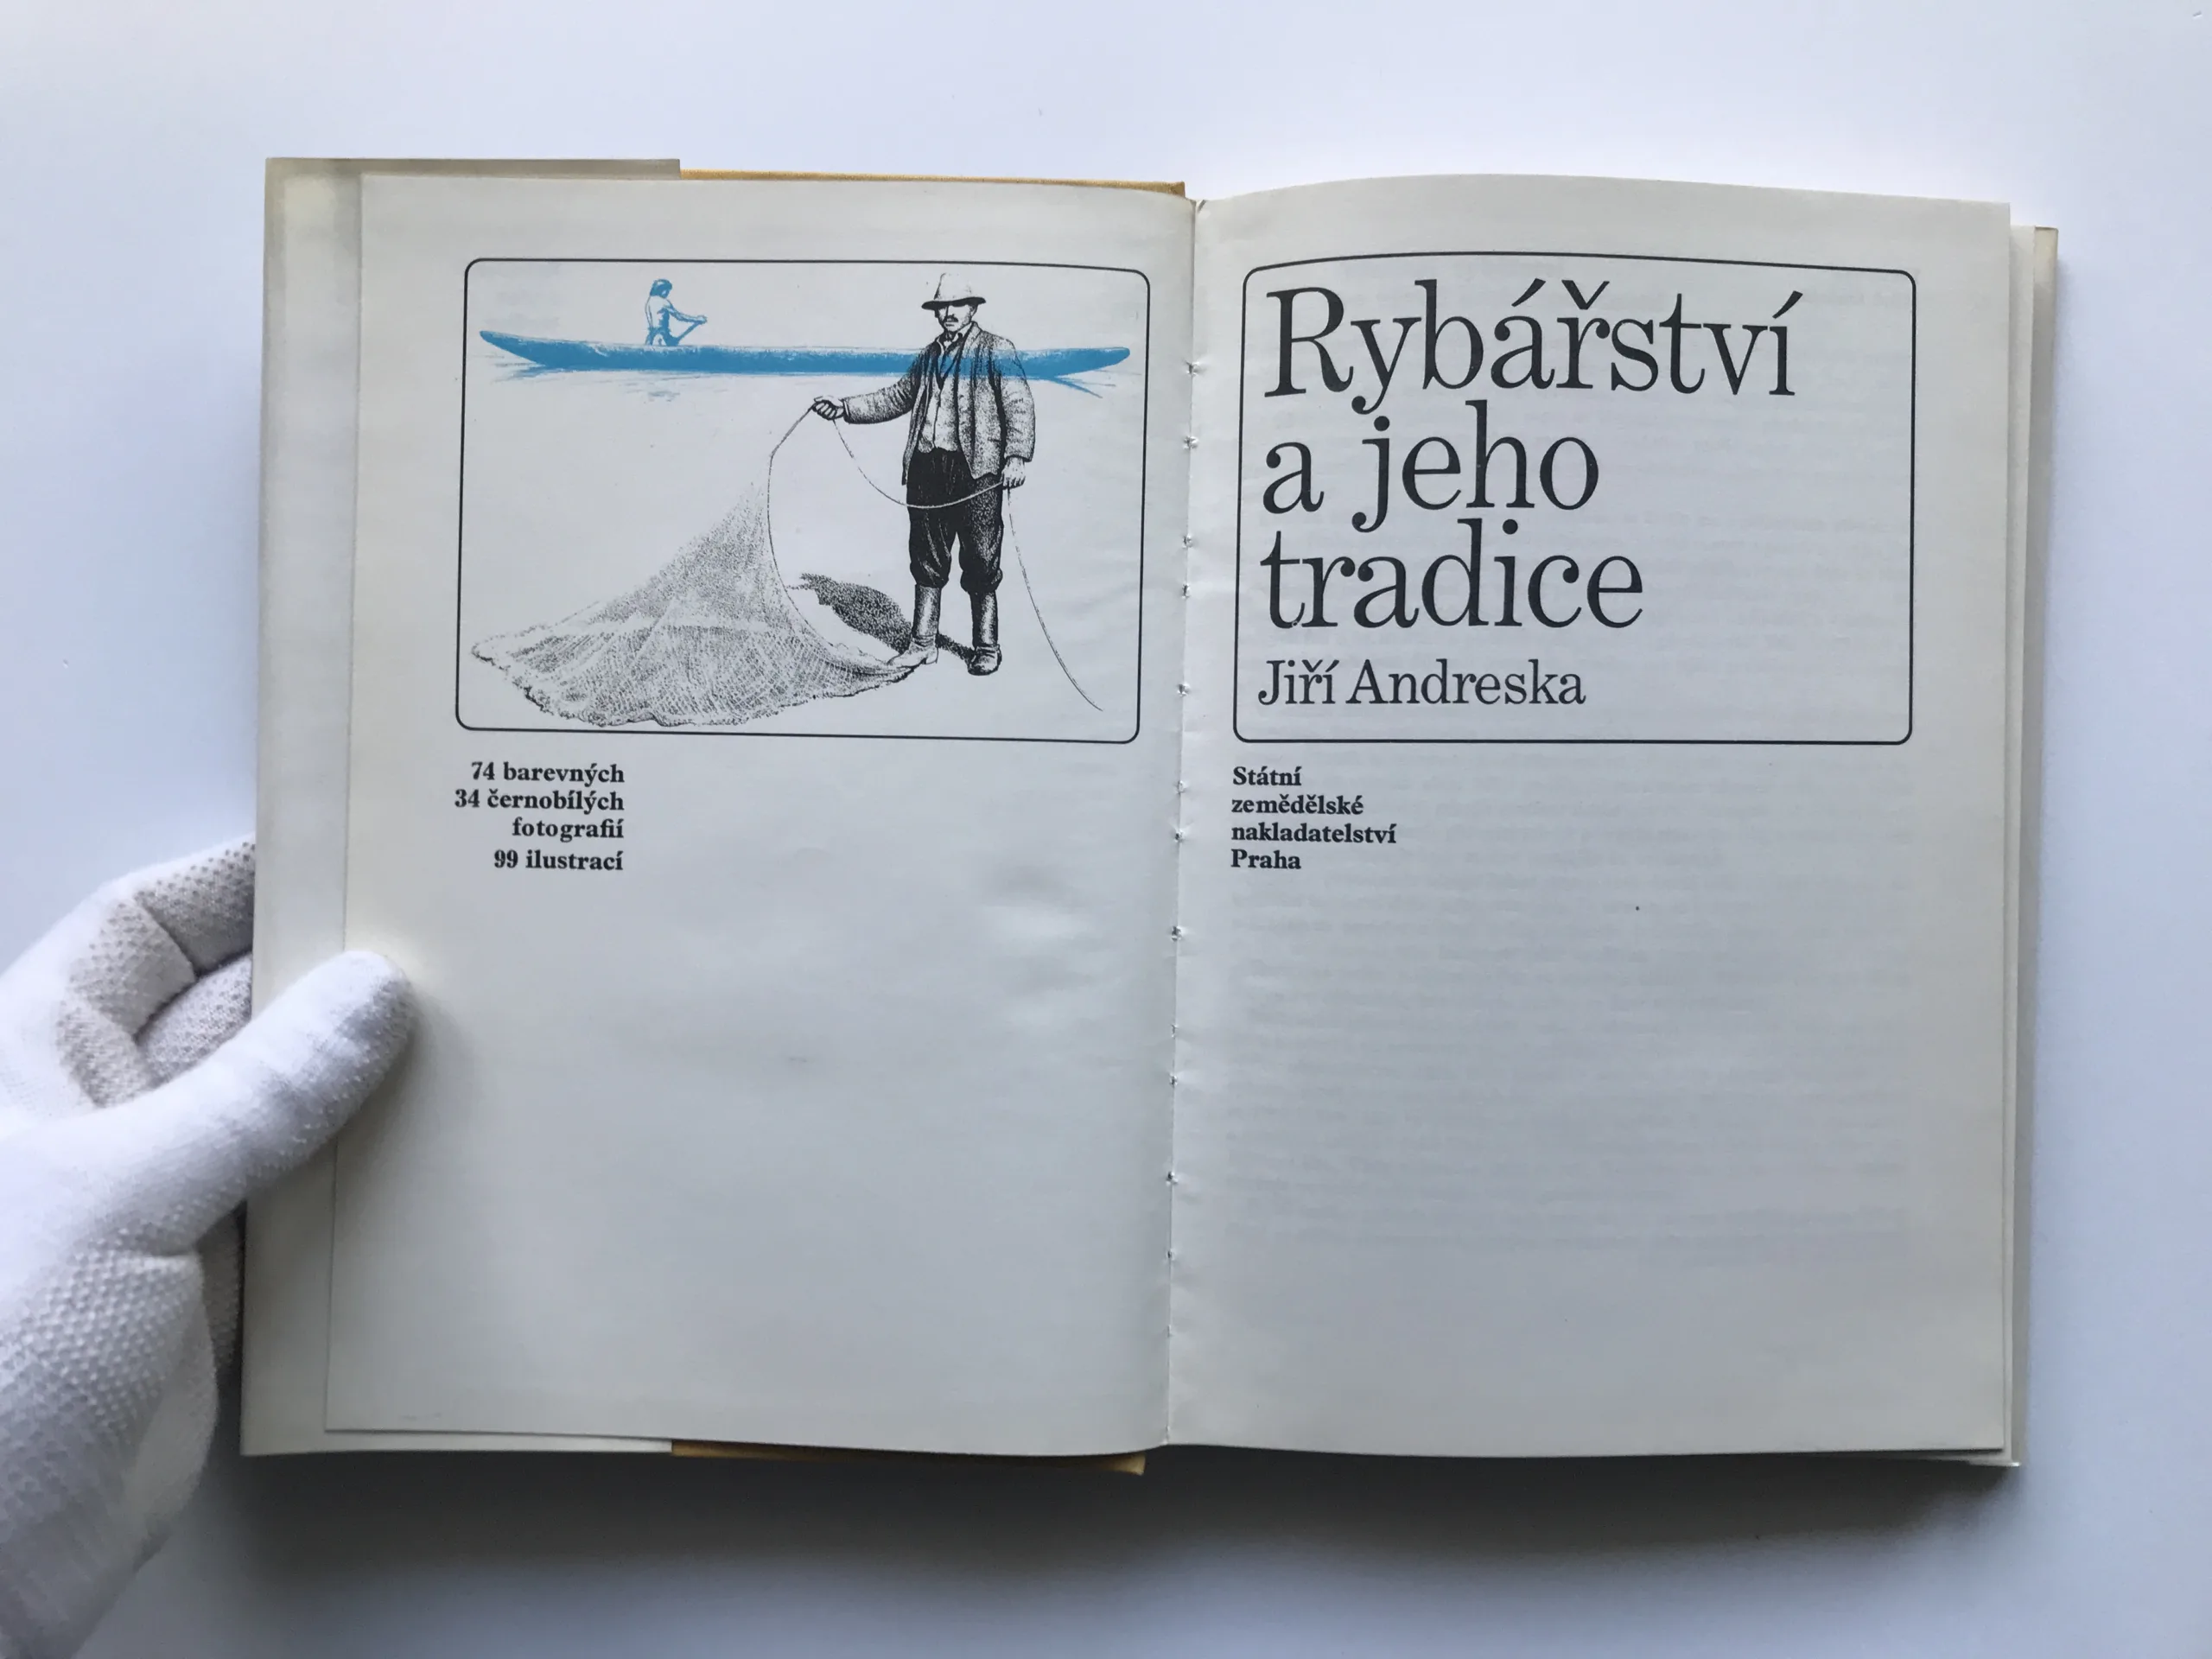 74 barevných
34 černobílých
fotografií
99 ilustrací
Rybářství
a jeho
tradice
Jiří Andreska
Státní
zemědělské
nakladatelství
Praha